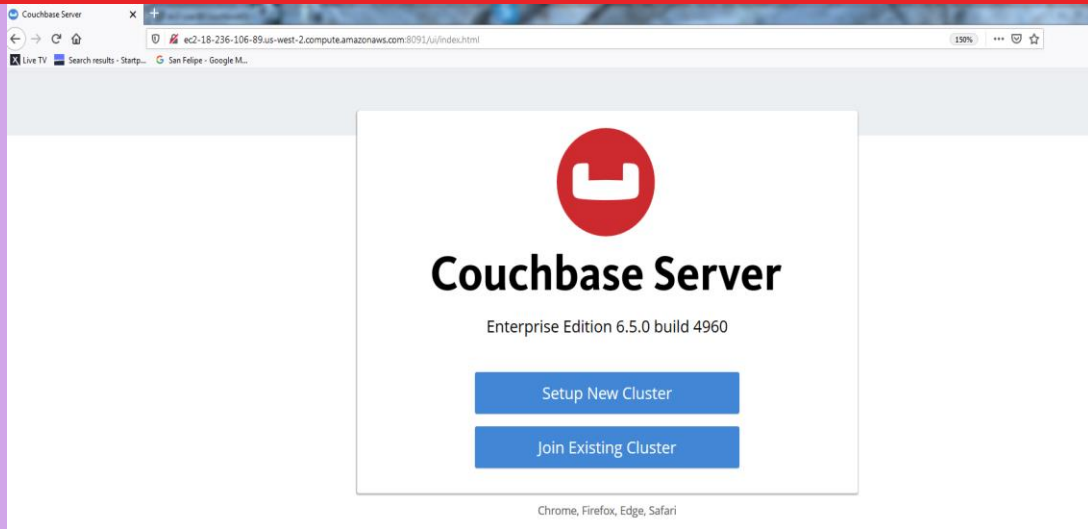 Couchbase Server
ec2-18-236-106-89.us-west-2.compute.amazonaws.com:8091/ui/index.html
150%
Live TV Search results - Startp... San Felipe - Google M...
Couchbase Server
Enterprise Edition 6.5.0 build 4960
Setup New Cluster
Join Existing Cluster
Chrome, Firefox, Edge, Safari